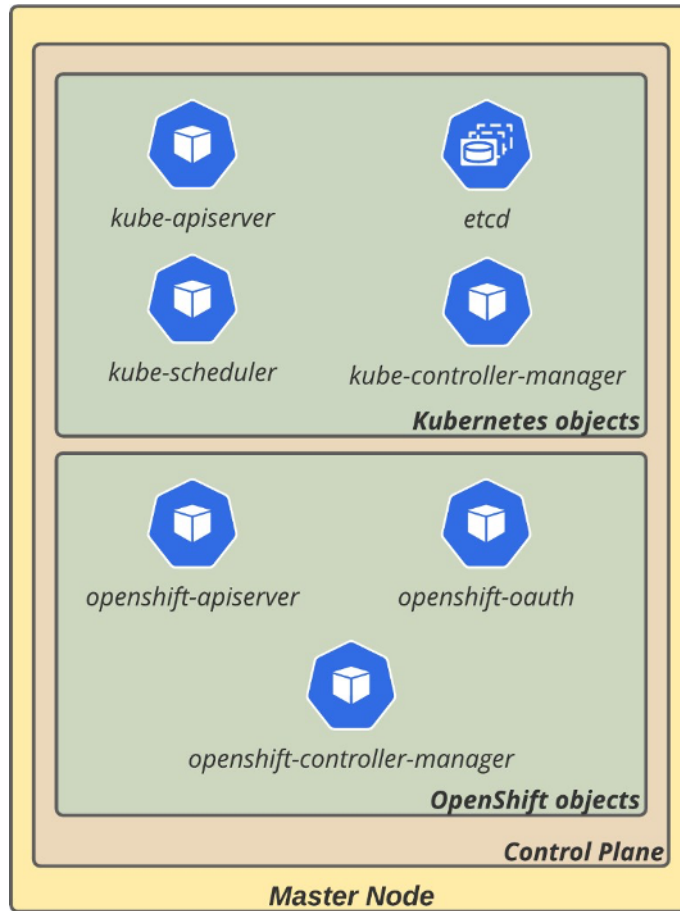 kube-apiserver
etcd
kube-scheduler
kube-controller-manager
Kubernetes objects
openshift-apiserver
openshift-oauth
openshift-controller-manager
OpenShift objects
Control Plane
Master Node